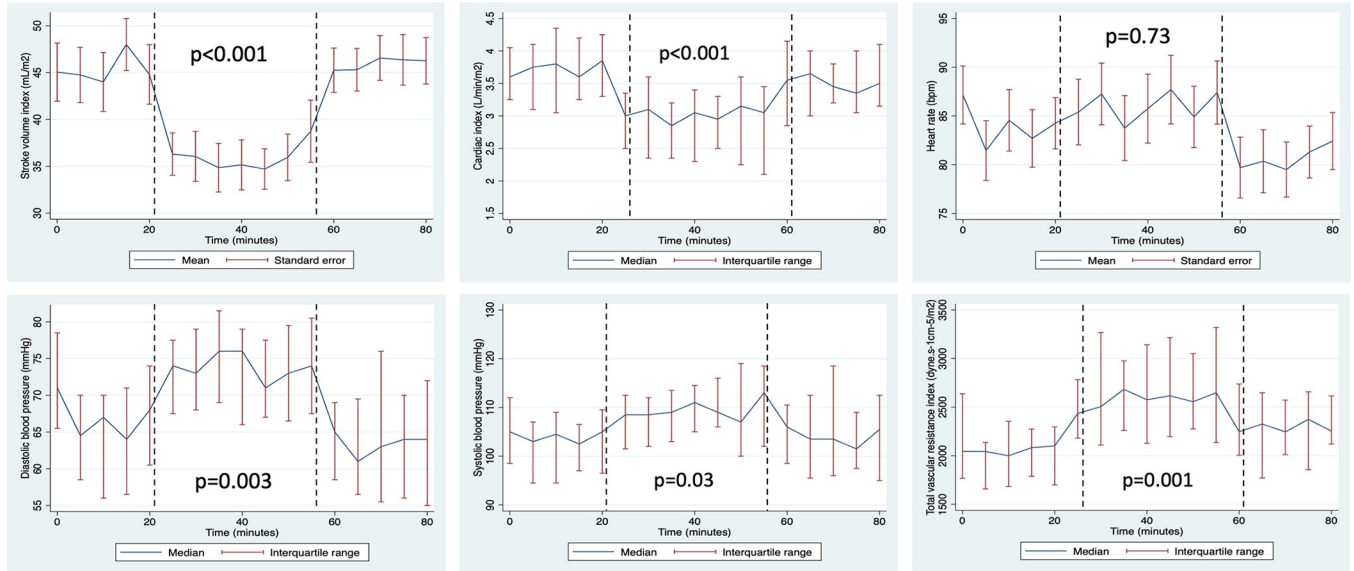 Stroke volume index (mL/m2)
50
45
40
35
30
p<0.001
0 20 40 60 80
Time (minutes)
Mean Standard error
Cardiac index (L/min/m2)
4.5
4
3.5
3
2.5
2
1.5
p<0.001
0 20 40 60 80
Time (minutes)
Median Interquartile range
Heart rate (bpm)
95
90
85
80
75
p=0.73
0 20 40 60 80
Time (minutes)
Mean Standard error
Diastolic blood pressure (mmHg)
80
75
70
65
60
55
p=0.003
0 20 40 60 80
Time (minutes)
Median Interquartile range
Systolic blood pressure (mmHg)
130
120
110
100
90
p=0.03
0 20 40 60 80
Time (minutes)
Median Interquartile range
Total vascular resistance index (dyne.s-1cm-5/m2)
3500
3000
2500
2000
1500
p=0.001
0 20 40 60 80
Time (minutes)
Median Interquartile range